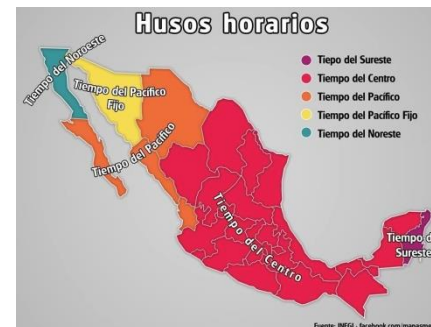 Husos horarios
Tiepo del Sureste
Tiempo del Centro
Tiempo del Pacífico
Tiempo del Pacífico Fijo
Tiempo del Noreste
Tiempo del Noroeste
Tiempo del Pacífico
Fijo
Tiempo del Pacífico
Tiempo del Centro
Tiempo d
Sureste
Fuente: INEGI - facebook.com/mapasme